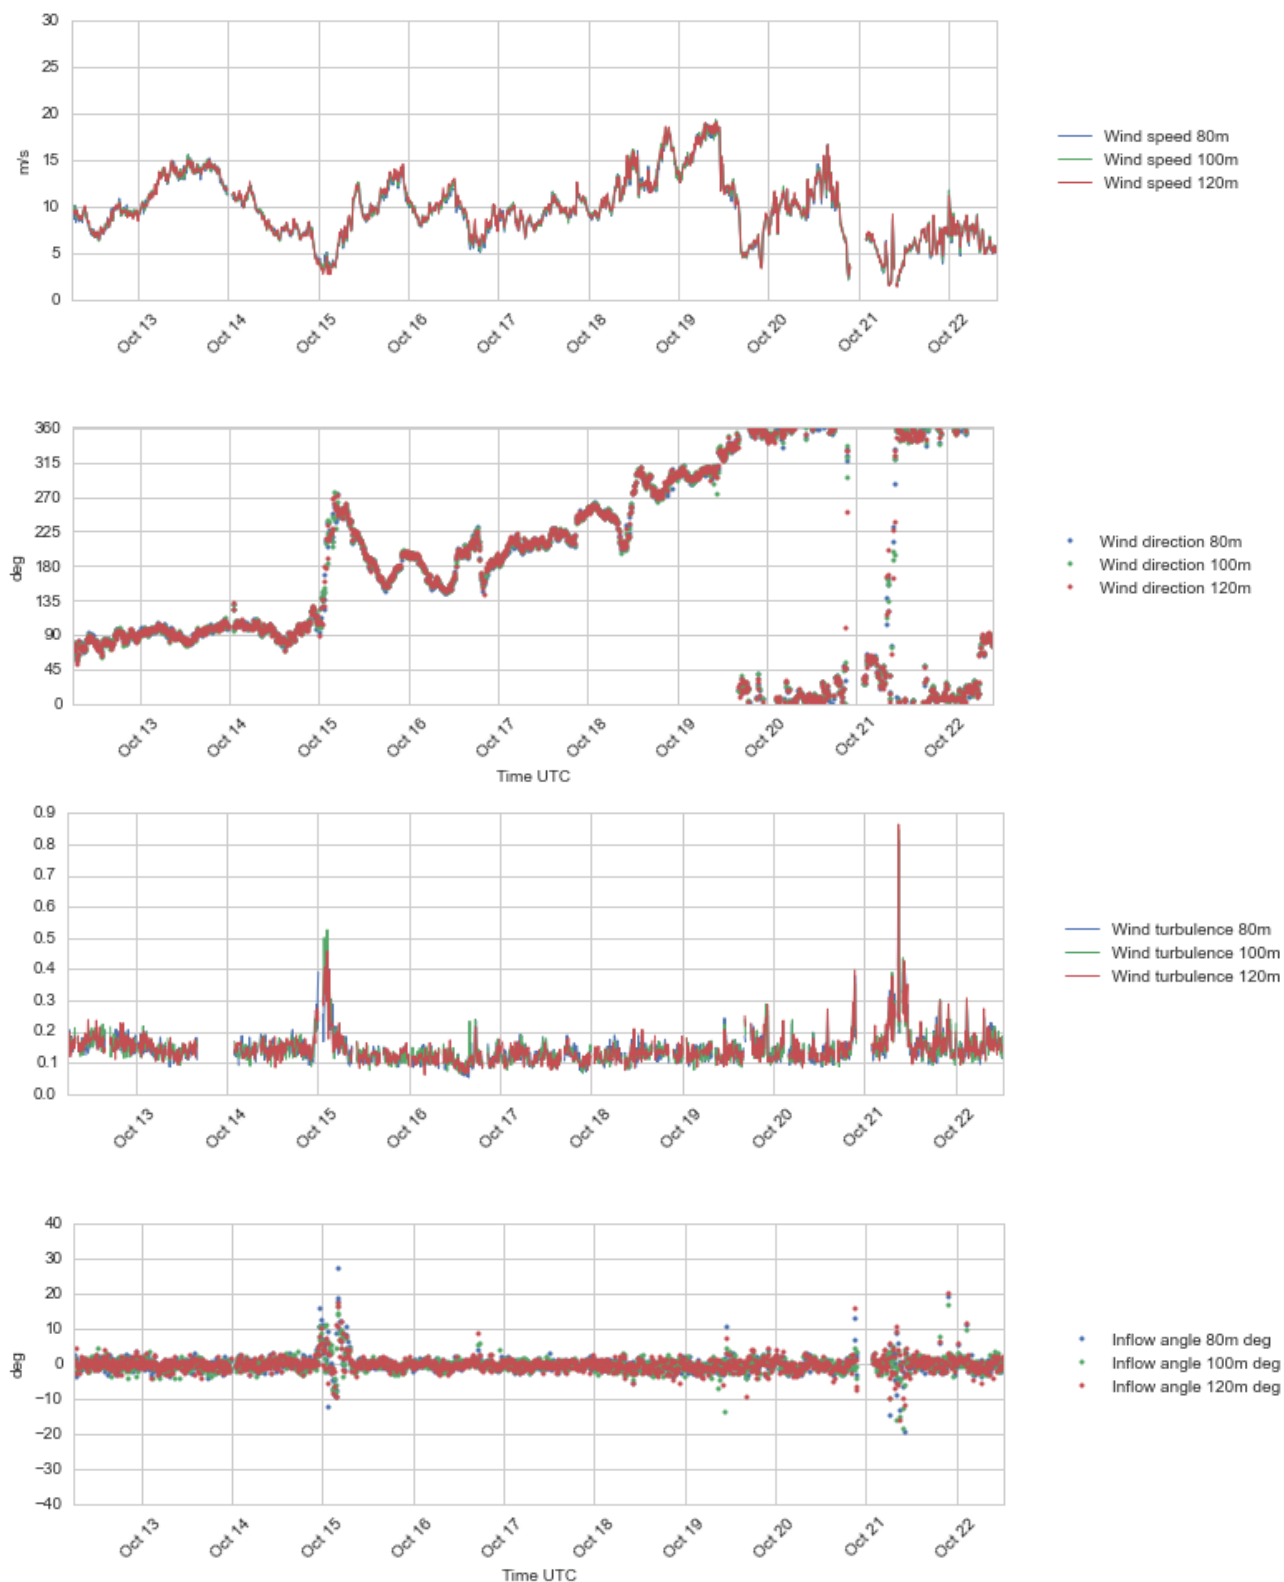 30
25
20
15
10
5
0
m/s
Oct 13
Oct 14
Oct 15
Oct 16
Oct 17
Oct 18
Oct 19
Oct 20
Oct 21
Oct 22
Wind speed 80m
Wind speed 100m
Wind speed 120m
360
315
270
225
180
135
90
45
0
deg
Oct 13
Oct 14
Oct 15
Oct 16
Oct 17
Oct 18
Oct 19
Oct 20
Oct 21
Oct 22
Time UTC
Wind direction 80m
Wind direction 100m
Wind direction 120m
0.9
0.8
0.7
0.6
0.5
0.4
0.3
0.2
0.1
0.0
Oct 13
Oct 14
Oct 15
Oct 16
Oct 17
Oct 18
Oct 19
Oct 20
Oct 21
Oct 22
Wind turbulence 80m
Wind turbulence 100m
Wind turbulence 120m
40
30
20
10
0
−10
−20
−30
−40
deg
Oct 13
Oct 14
Oct 15
Oct 16
Oct 17
Oct 18
Oct 19
Oct 20
Oct 21
Oct 22
Time UTC
Inflow angle 80m deg
Inflow angle 100m deg
Inflow angle 120m deg